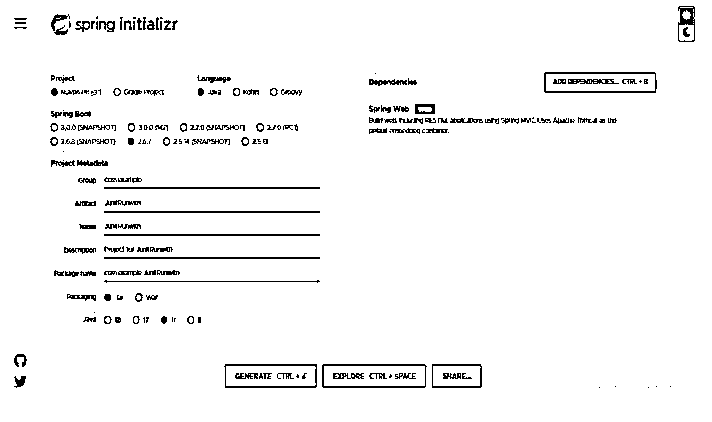 spring initializr
Project
Language
Dependencies
ADD DEPENDENCIES... CTRL + B
Gradle Project
Java
Kotlin
Groovy
Spring Boot
Spring Web
3.0.0 (SNAPSHOT)
3.0.0 (M2)
2.7.0 (SNAPSHOT)
2.7.0 (RC1)
2.6.8 (SNAPSHOT)
2.6.7
2.5.14 (SNAPSHOT)
2.5.13
Build web, including RESTful, applications using Spring MVC. Uses Apache Tomcat as the
default embedded container.
Project Metadata
Group
com.example
Artifact
JunitRunwith
Name
JunitRunwith
Description
Project for JunitRunwith
Package name
com.example.JunitRunwith
Packaging
Jar
War
Java
18
17
11
8
GENERATE CTRL +
EXPLORE CTRL + SPACE
SHARE...